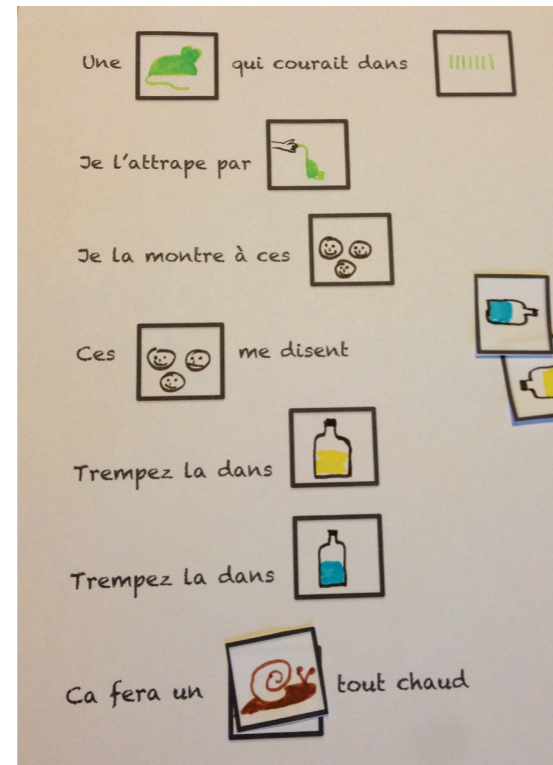 Une qui courait dans
Je l'attrape par
Je la montre à ces
Ces me disent
Trempez la dans
Trempez la dans
Ca fera un tout chaud